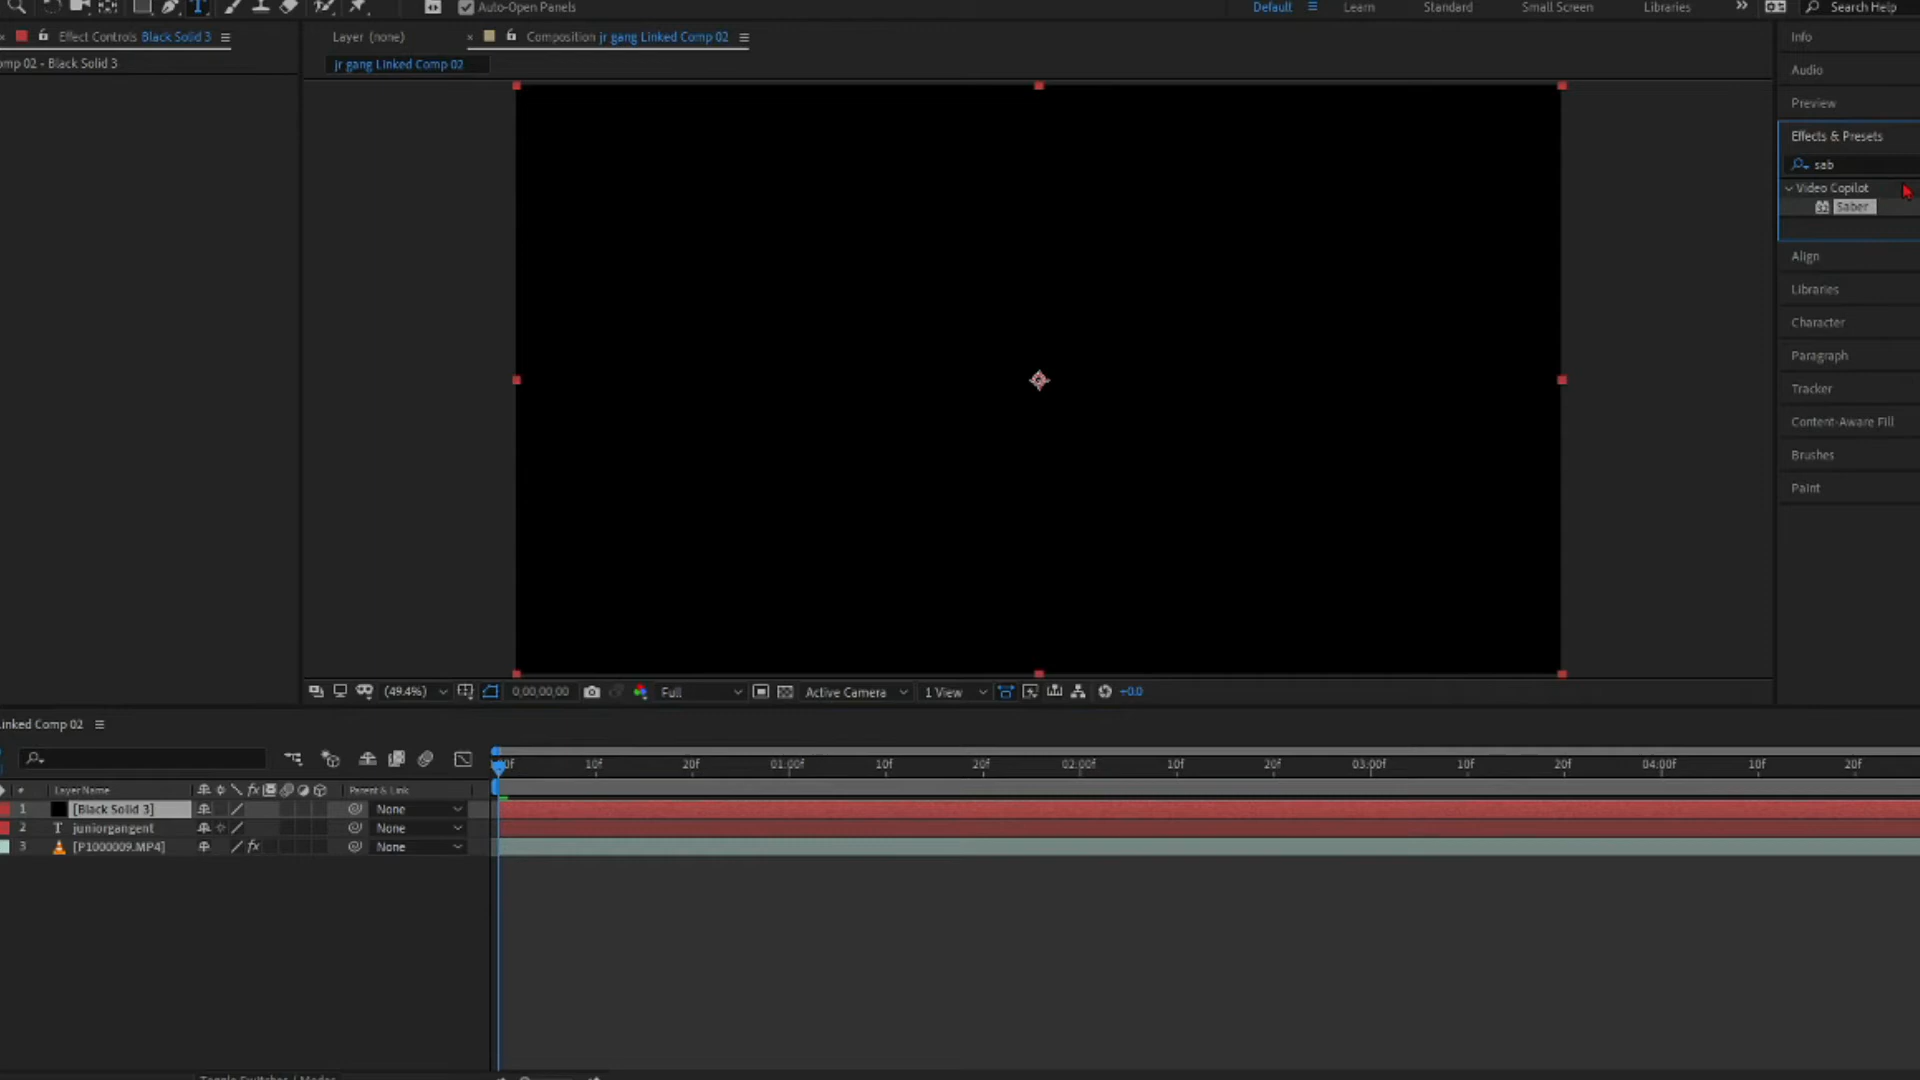 Auto-Open Panels
Default
Learn
Standard
Small Screen
Libraries
Search Help
Effect Controls Black Solid 3
Layer (none)
Composition jr gang Linked Comp 02
Info
omp 02 - Black Solid 3
jr gang Linked Comp 02
Audio
Preview
Effects & Presets
sab
Video Copilot
Saber
Align
Libraries
Character
Paragraph
Tracker
Content-Aware Fill
Brushes
Paint
(49.4%)
0,00,00,00
Full
Active Camera
1 View
+0.0
inked Comp 02
:00f
10f
20f
01:00f
10f
20f
02:00f
10f
20f
03:00f
10f
20f
04:00f
10f
20f
# Layer Name
fx
Parent & Link
1 [Black Solid 3] None
2 T juniorgangent None
3 [P1000009.MP4] fx None